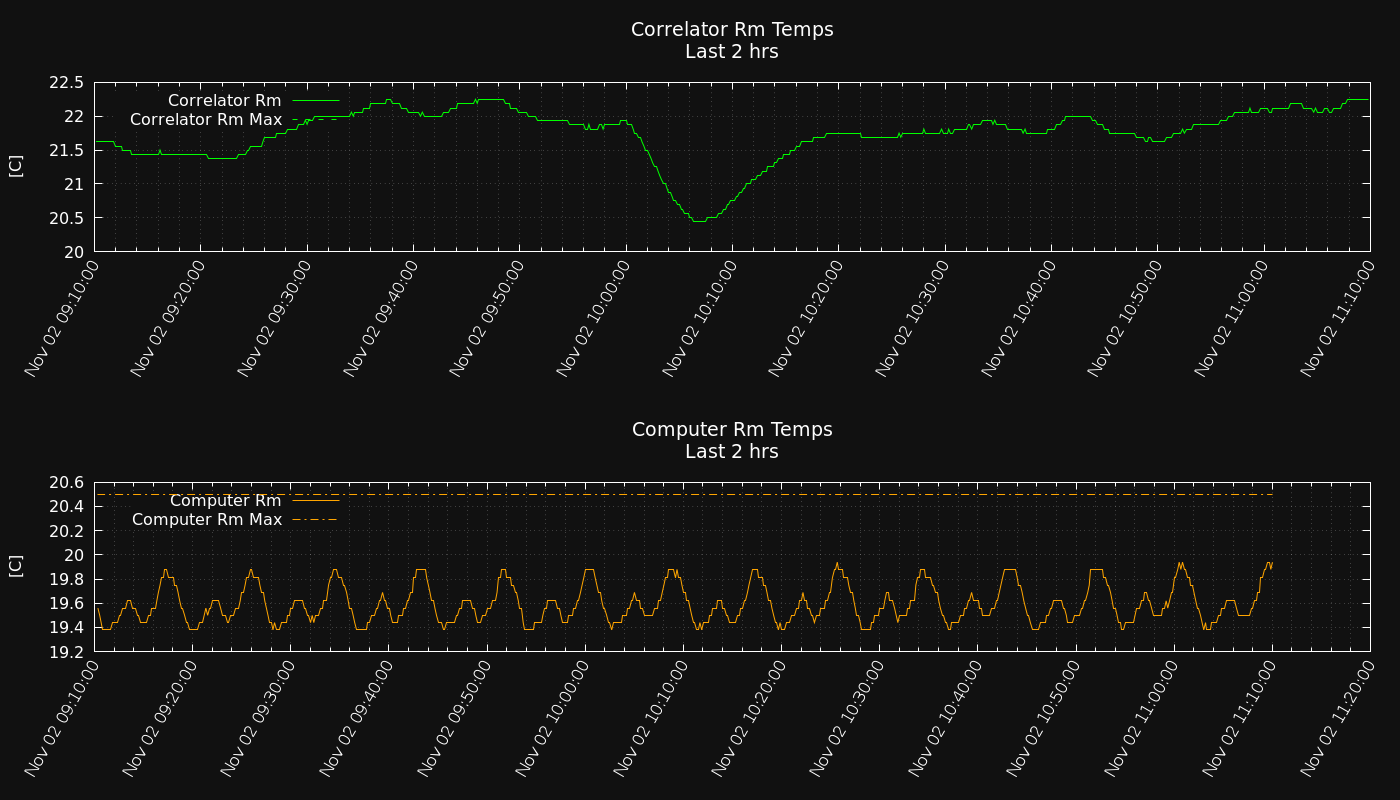 Correlator Rm Temps
Last 2 hrs
22.5
22
21.5
21
20.5
20
[C]
Correlator Rm
Correlator Rm Max
Nov 02 09:10:00
Nov 02 09:20:00
Nov 02 09:30:00
Nov 02 09:40:00
Nov 02 09:50:00
Nov 02 10:00:00
Nov 02 10:10:00
Nov 02 10:20:00
Nov 02 10:30:00
Nov 02 10:40:00
Nov 02 10:50:00
Nov 02 11:00:00
Nov 02 11:10:00
Computer Rm Temps
Last 2 hrs
20.6
20.4
20.2
20
19.8
19.6
19.4
19.2
[C]
Computer Rm
Computer Rm Max
Nov 02 09:10:00
Nov 02 09:20:00
Nov 02 09:30:00
Nov 02 09:40:00
Nov 02 09:50:00
Nov 02 10:00:00
Nov 02 10:10:00
Nov 02 10:20:00
Nov 02 10:30:00
Nov 02 10:40:00
Nov 02 10:50:00
Nov 02 11:00:00
Nov 02 11:10:00
Nov 02 11:20:00